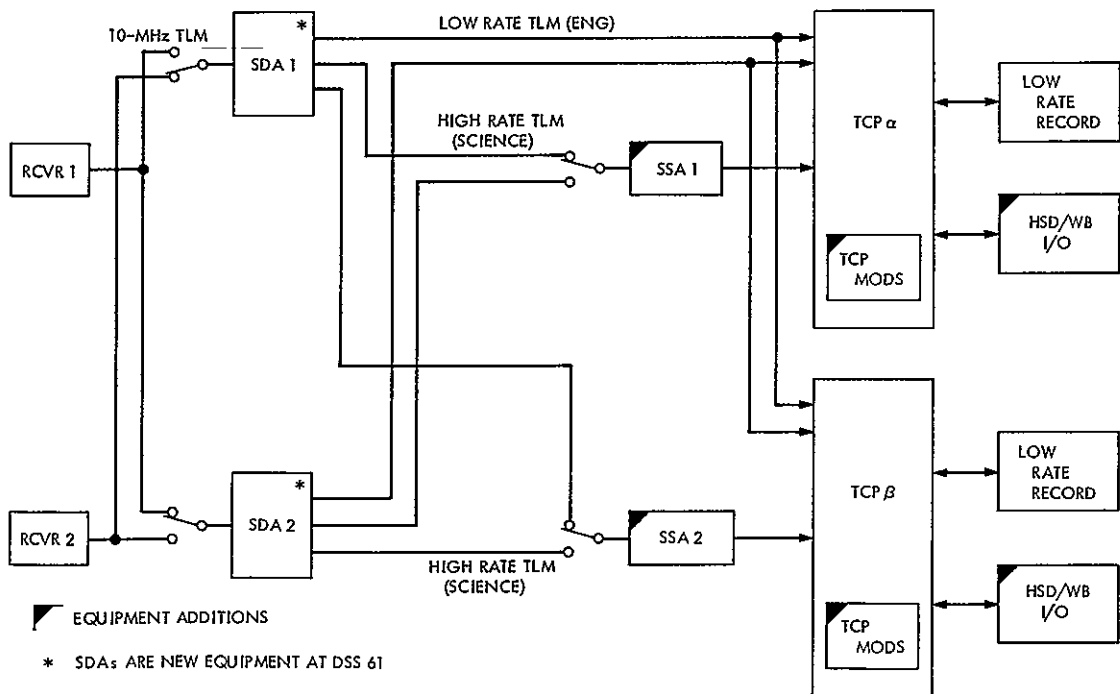 10-MHz TLM
*
SDA 1
LOW RATE TLM (ENG)
HIGH RATE TLM
(SCIENCE)
RCVR 1
SSA 1
TCP α
TCP
MODS
LOW
RATE
RECORD
HSD/WB
I/O
RCVR 2
*
SDA 2
HIGH RATE TLM
(SCIENCE)
SSA 2
TCP β
TCP
MODS
LOW
RATE
RECORD
HSD/WB
I/O
EQUIPMENT ADDITIONS
* SDAs ARE NEW EQUIPMENT AT DSS 61